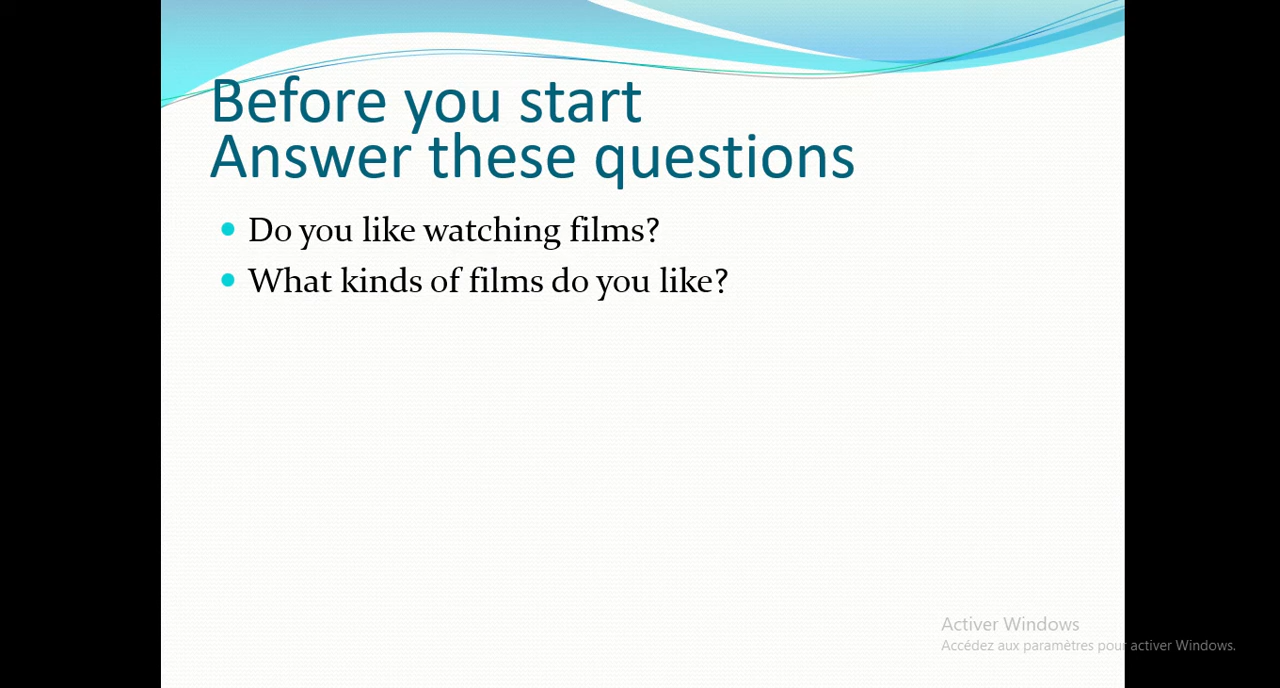 Before you start
Answer these questions
Do you like watching films?
What kinds of films do you like?
Activer Windows
Accédez aux paramètres pour activer Windows.